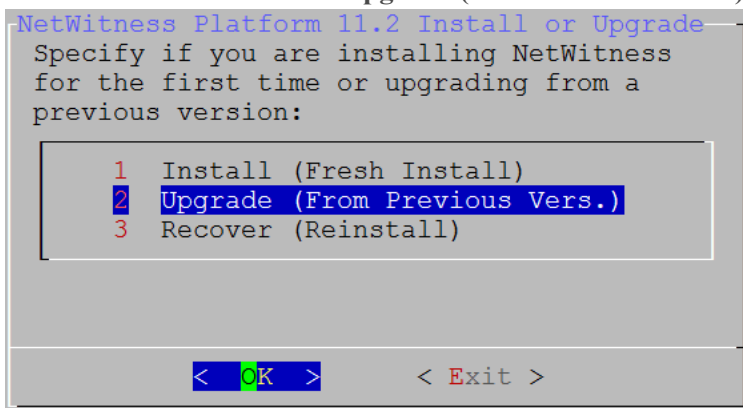 NetWitness Platform 11.2 Install or Upgrade
Specify if you are installing NetWitness
for the first time or upgrading from a
previous version:
1 Install (Fresh Install)
2 Upgrade (From Previous Vers.)
3 Recover (Reinstall)
< OK > < Exit >